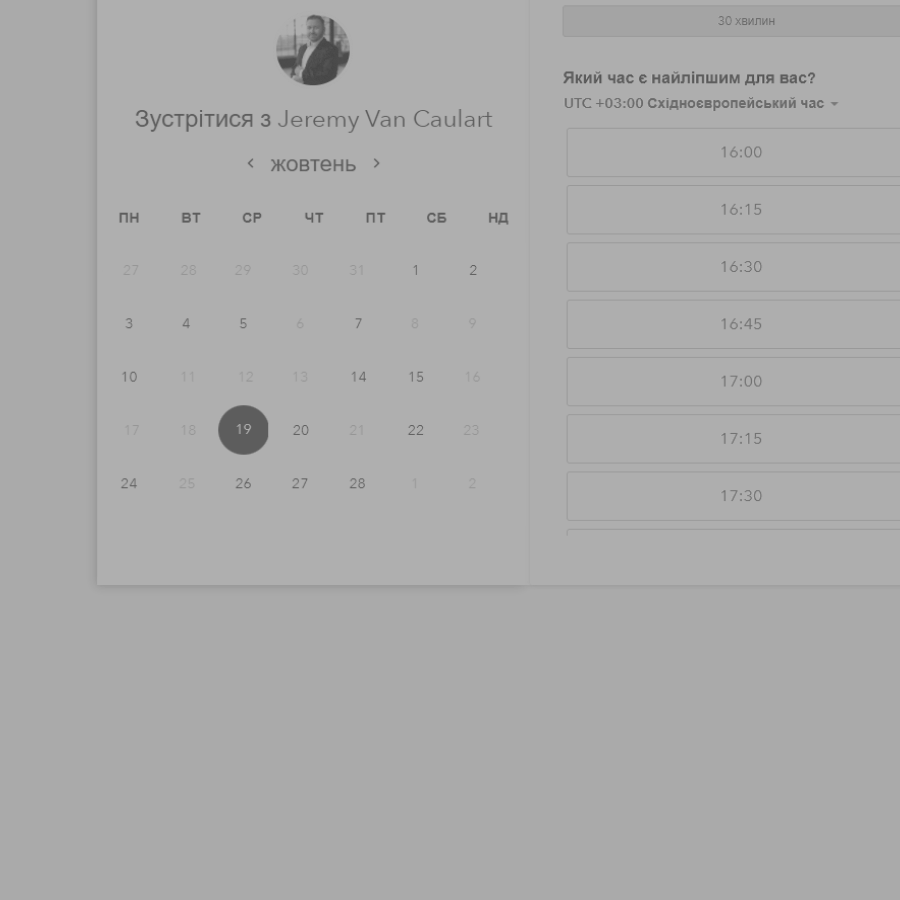 Зустрітися з Jeremy Van Caulart
жовтень
ПН ВТ СР ЧТ ПТ СБ НД
27 28 29 30 31 1 2
3 4 5 6 7 8 9
10 11 12 13 14 15 16
17 18 19 20 21 22 23
24 25 26 27 28 1 2
30 хвилин
Який час є найліпшим для вас?
UTC +03:00 Східноєвропейський час
16:00
16:15
16:30
16:45
17:00
17:15
17:30